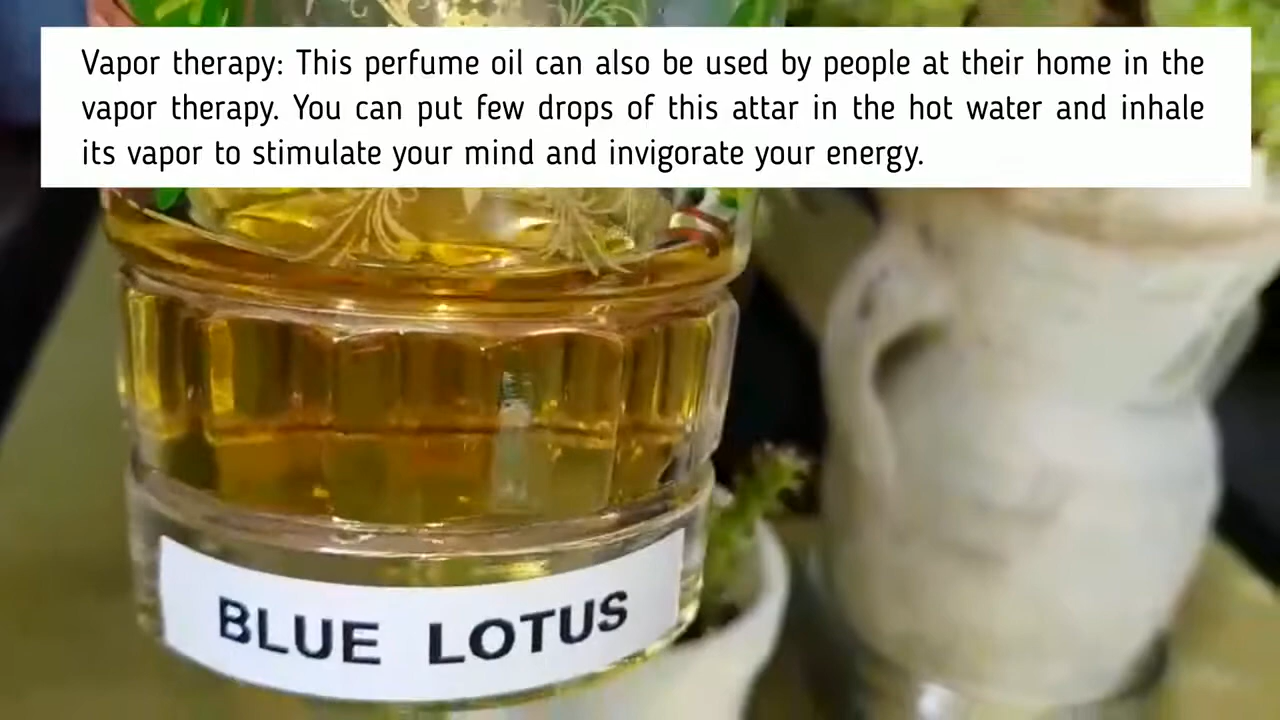 Vapor therapy: This perfume oil can also be used by people at their home in the
vapor therapy. You can put few drops of this attar in the hot water and inhale
its vapor to stimulate your mind and invigorate your energy.
BLUE LOTUS